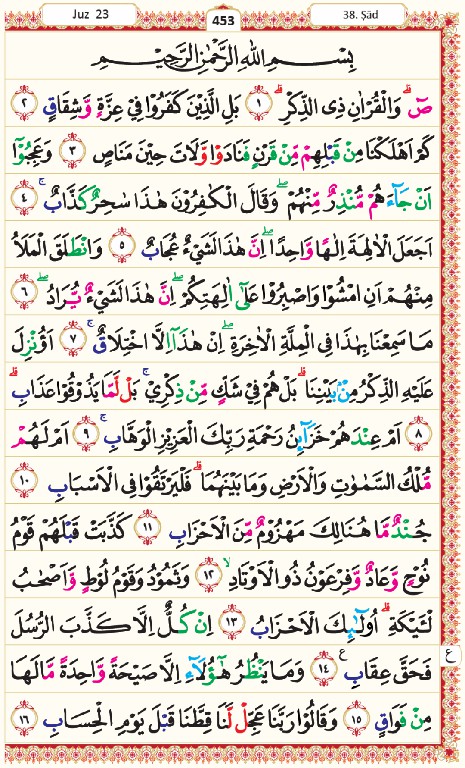 Juz 23
453
38. Ṣād
بِسْمِ اللهِ الرَّحْمٰنِ الرَّحِيْمِ
صٓ ۗ وَالْقُرْاٰنِ ذِى الذِّكْرِ ۗ ﴿١﴾ بَلِ الَّذِيْنَ كَفَرُوْا فِيْ عِزَّةٍ وَّشِقَاقٍ ﴿٢﴾
كَمْ اَهْلَكْنَا مِنْ قَبْلِهِمْ مِّنْ قَرْنٍ فَنَادَوْا وَّلَاتَ حِيْنَ مَنَاصٍ ﴿٣﴾ وَعَجِبُوْٓا
اَنْ جَاۤءَهُمْ مُّنْذِرٌ مِّنْهُمْ ۖ وَقَالَ الْكٰفِرُوْنَ هٰذَا سٰحِرٌ كَذَّابٌ ۚ ﴿٤﴾
اَجَعَلَ الْاٰلِهَةَ اِلٰهًا وَّاحِدًا ۖ اِنَّ هٰذَا لَشَيْءٌ عُجَابٌ ﴿٥﴾ وَانْطَلَقَ الْمَلَاُ
مِنْهُمْ اَنِ امْشُوْا وَاصْبِرُوْا عَلٰٓى اٰلِهَتِكُمْ ۖ اِنَّ هٰذَا لَشَيْءٌ يُّرَادُ ۖ ﴿٦﴾
مَا سَمِعْنَا بِهٰذَا فِى الْمِلَّةِ الْاٰخِرَةِ ۖ اِنْ هٰذَآ اِلَّا اخْتِلَاقٌ ۚ ﴿٧﴾ اَؤُنْزِلَ
عَلَيْهِ الذِّكْرُ مِنْۢ بَيْنِنَا ۗ بَلْ هُمْ فِيْ شَكٍّ مِّنْ ذِكْرِيْ ۚ بَلْ لَّمَّا يَذُوْقُوْا عَذَابِ ۗ
﴿٨﴾ اَمْ عِنْدَهُمْ خَزَاۤىِٕنُ رَحْمَةِ رَبِّكَ الْعَزِيْزِ الْوَهَّابِ ۚ ﴿٩﴾ اَمْ لَهُمْ
مُّلْكُ السَّمٰوٰتِ وَالْاَرْضِ وَمَا بَيْنَهُمَا ۗ فَلْيَرْتَقُوْا فِى الْاَسْبَابِ ﴿١٠﴾
جُنْدٌ مَّا هُنَالِكَ مَهْزُوْمٌ مِّنَ الْاَحْزَابِ ﴿١١﴾ كَذَّبَتْ قَبْلَهُمْ قَوْمُ
نُوْحٍ وَّعَادٌ وَّفِرْعَوْنُ ذُو الْاَوْتَادِ ۙ ﴿١٢﴾ وَثَمُوْدُ وَقَوْمُ لُوْطٍ وَّاَصْحٰبُ
لْـَٔيْكَةِ ۗ اُولٰۤىِٕكَ الْاَحْزَابُ ﴿١٣﴾ اِنْ كُلٌّ اِلَّا كَذَّبَ الرُّسُلَ
فَحَقَّ عِقَابِ ࣖ ﴿١٤﴾ وَمَا يَنْظُرُ هٰٓؤُلَاۤءِ اِلَّا صَيْحَةً وَّاحِدَةً مَّا لَهَا
ع
مِنْ فَوَاقٍ ﴿١٥﴾ وَقَالُوْا رَبَّنَا عَجِّلْ لَّنَا قِطَّنَا قَبْلَ يَوْمِ الْحِسَابِ ﴿١٦﴾